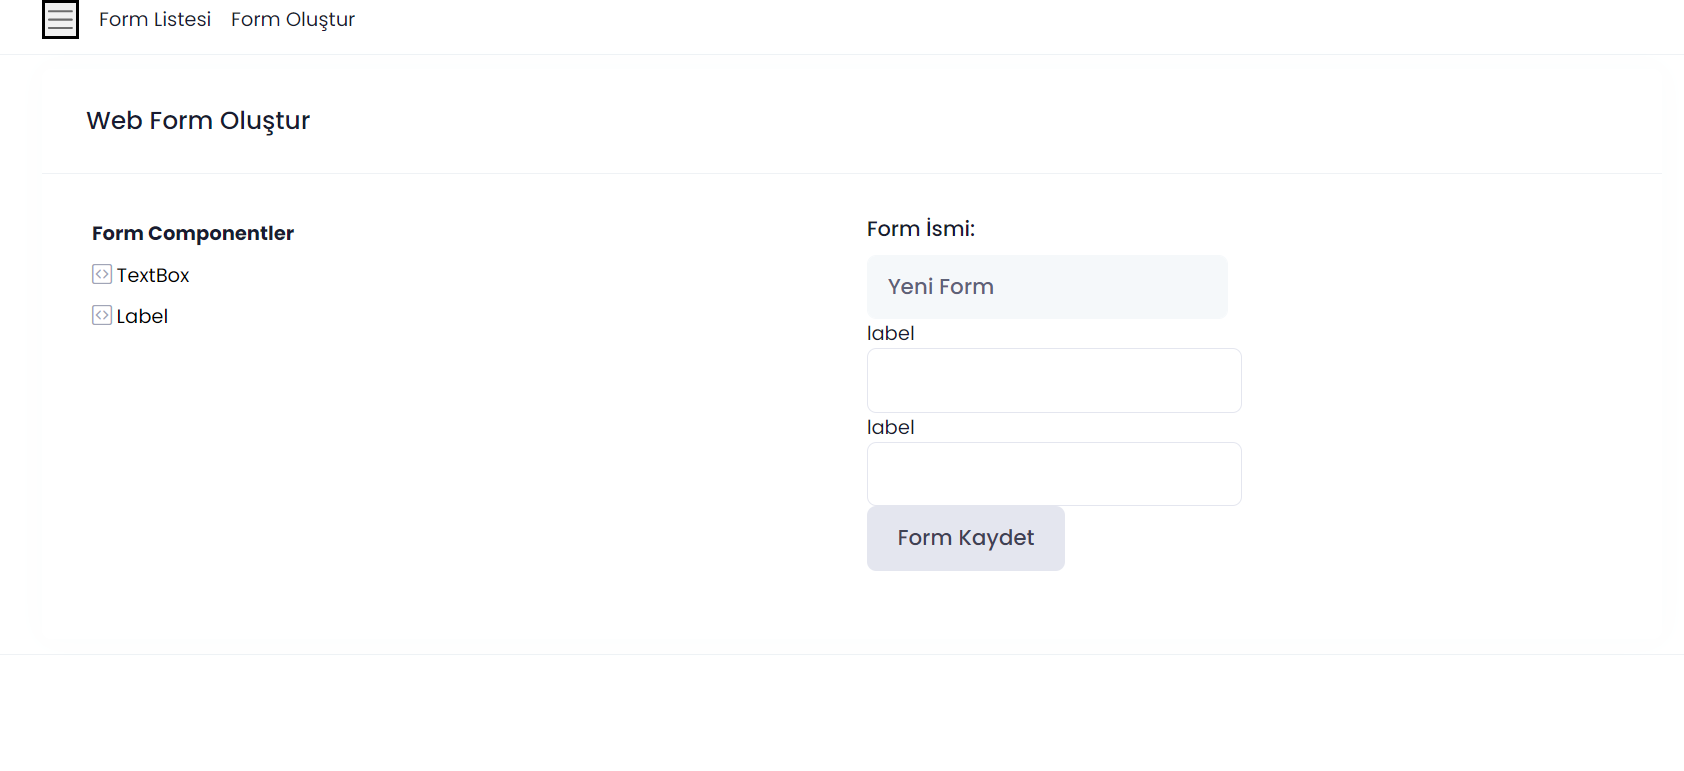 Form Listesi Form Oluştur
Web Form Oluştur
Form Componentler
TextBox
Label
Form İsmi:
Yeni Form
label
label
Form Kaydet